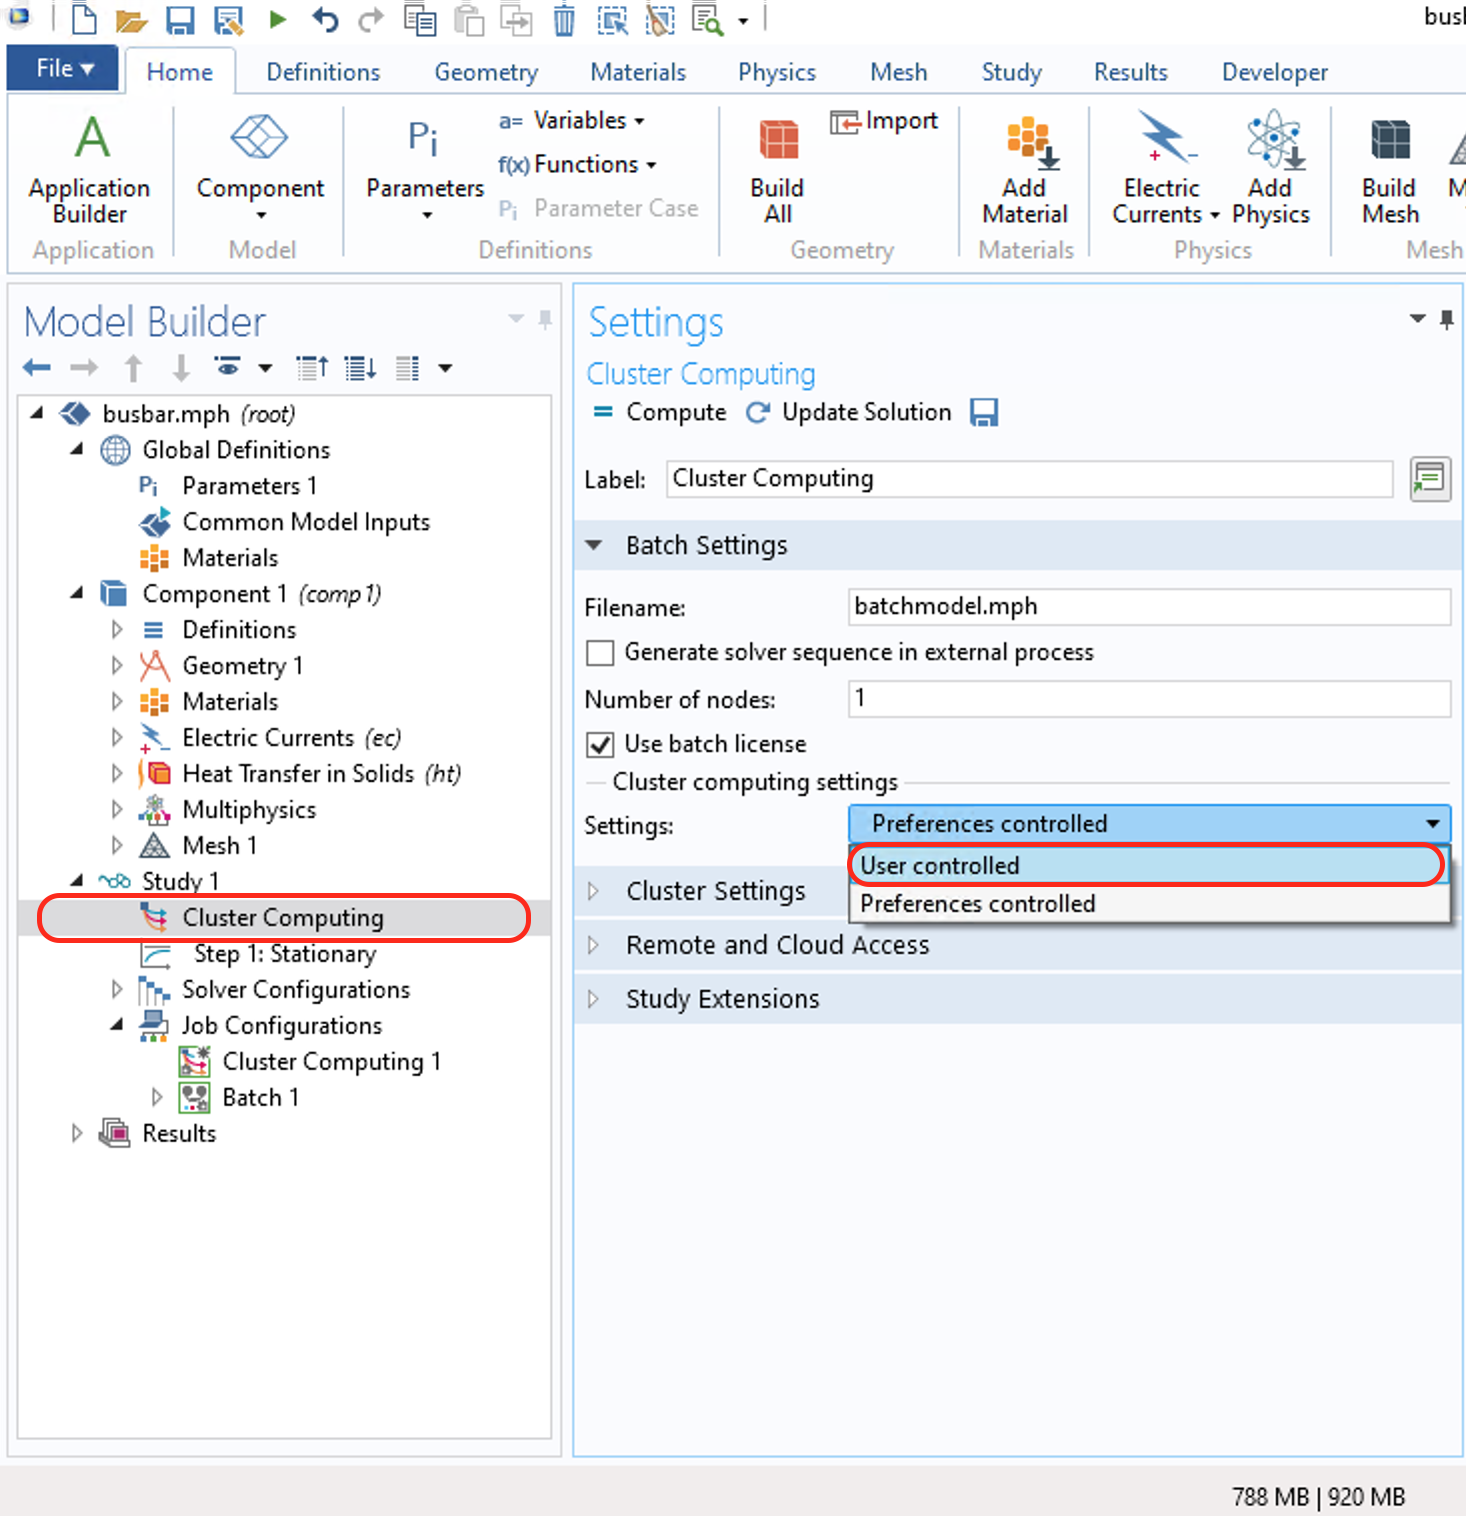 busl
File
Home
Definitions
Geometry
Materials
Physics
Mesh
Study
Results
Developer
Application Builder
Component
Parameters
a= Variables
f(x) Functions
Pi Parameter Case
Build All
Import
Add Material
Electric Currents
Add Physics
Build Mesh
M
Application
Model
Definitions
Geometry
Materials
Physics
Mesh
Model Builder
busbar.mph (root)
Global Definitions
Pi Parameters 1
Common Model Inputs
Materials
Component 1 (comp1)
Definitions
Geometry 1
Materials
Electric Currents (ec)
Heat Transfer in Solids (ht)
Multiphysics
Mesh 1
Study 1
Cluster Computing
Step 1: Stationary
Solver Configurations
Job Configurations
Cluster Computing 1
Batch 1
Results
Settings
Cluster Computing
= Compute
Update Solution
Label: Cluster Computing
Batch Settings
Filename: batchmodel.mph
Generate solver sequence in external process
Number of nodes: 1
Use batch license
Cluster computing settings
Settings: Preferences controlled
User controlled
Preferences controlled
Cluster Settings
Remote and Cloud Access
Study Extensions
788 MB | 920 MB